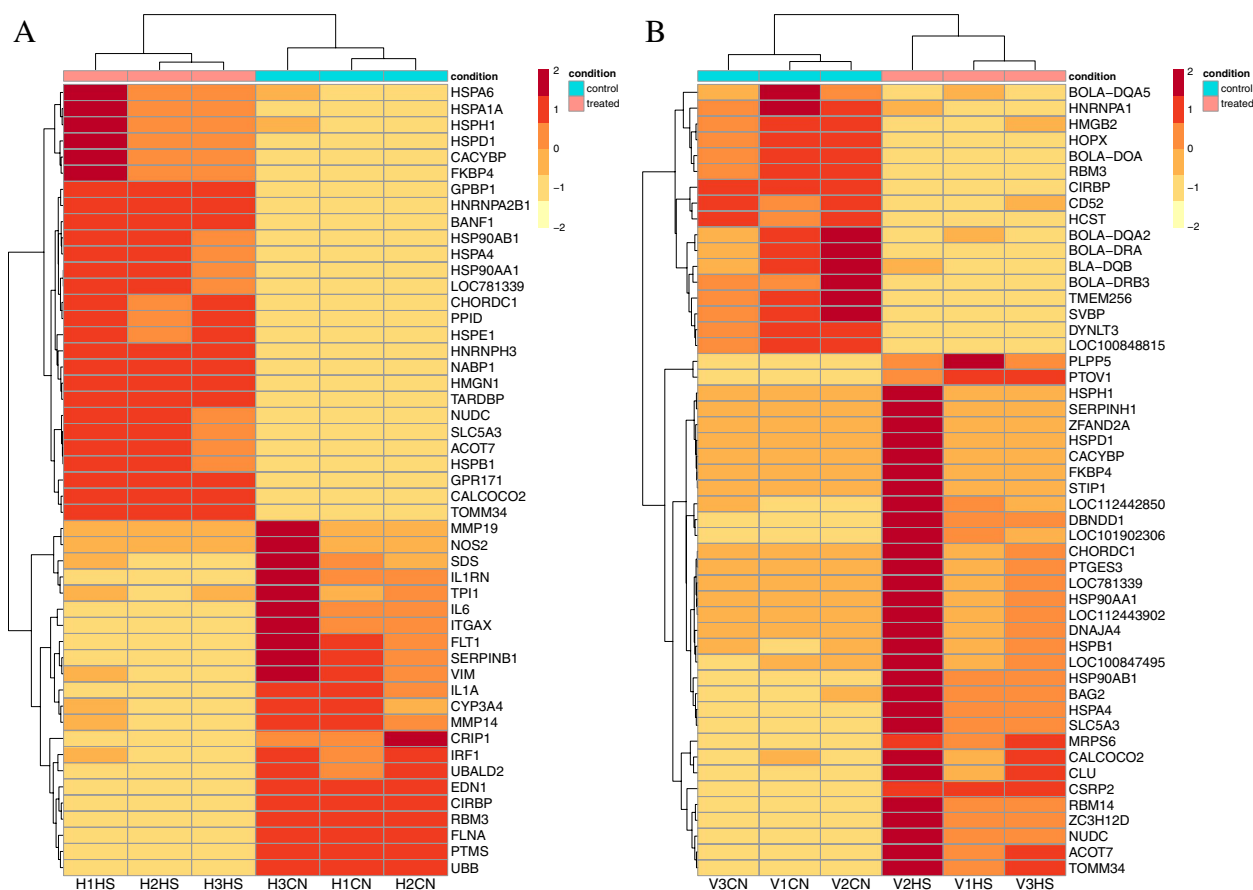 A
condition
HSPA6
HSPA1A
HSPH1
HSPD1
CACYBP
FKBP4
GPBP1
HNRNPA2B1
BANF1
HSP90AB1
HSPA4
HSP90AA1
LOC781339
CHORDC1
PPID
HSPE1
HNRNPH3
NABP1
HMGN1
TARDBP
NUDC
SLC5A3
ACOT7
HSPB1
GPR171
CALCOCO2
TOMM34
MMP19
NOS2
SDS
IL1RN
TPI1
IL6
ITGAX
FLT1
SERPINB1
VIM
IL1A
CYP3A4
MMP14
CRIP1
IRF1
UBALD2
EDN1
CIRBP
RBM3
FLNA
PTMS
UBB
H1HS H2HS H3HS H3CN H1CN H2CN
2
1
0
−1
−2
condition
control
treated
B
condition
BOLA−DQA5
HNRNPA1
HMGB2
HOPX
BOLA−DOA
RBM3
CIRBP
CD52
HCST
BOLA−DQA2
BOLA−DRA
BLA−DQB
BOLA−DRB3
TMEM256
SVBP
DYNLT3
LOC100848815
PLPP5
PTOV1
HSPH1
SERPINH1
ZFAND2A
HSPD1
CACYBP
FKBP4
STIP1
LOC112442850
DBNDD1
LOC101902306
CHORDC1
PTGES3
LOC781339
HSP90AA1
LOC112443902
DNAJA4
HSPB1
LOC100847495
HSP90AB1
BAG2
HSPA4
SLC5A3
MRPS6
CALCOCO2
CLU
CSRP2
RBM14
ZC3H12D
NUDC
ACOT7
TOMM34
V3CN V1CN V2CN V2HS V1HS V3HS
2
1
0
−1
−2
condition
control
treated